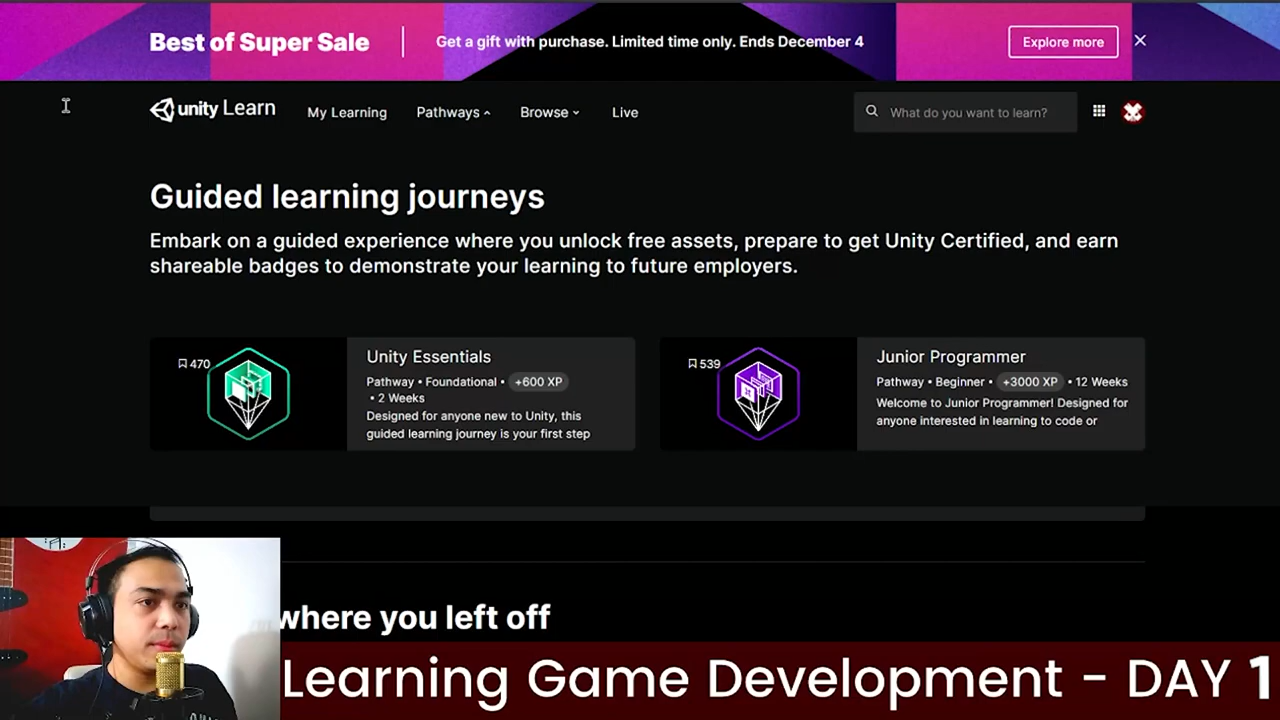 Best of Super Sale
Get a gift with purchase. Limited time only. Ends December 4
Explore more
unity Learn
My Learning
Pathways
Browse
Live
What do you want to learn?
Guided learning journeys
Embark on a guided experience where you unlock free assets, prepare to get Unity Certified, and earn
shareable badges to demonstrate your learning to future employers.
470
Unity Essentials
Pathway • Foundational • +600 XP
• 2 Weeks
Designed for anyone new to Unity, this
guided learning journey is your first step
539
Junior Programmer
Pathway • Beginner • +3000 XP • 12 Weeks
Welcome to Junior Programmer! Designed for
anyone interested in learning to code or
where you left off
Learning Game Development - DAY 1